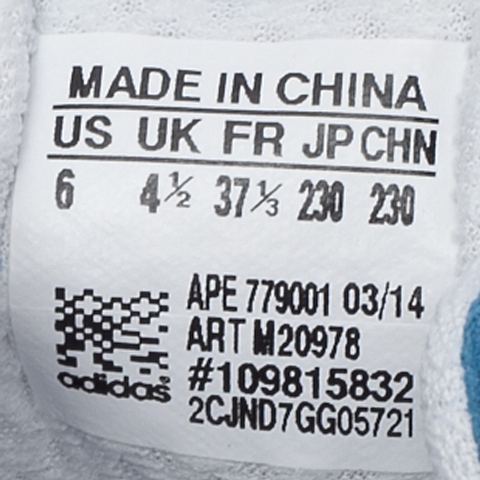 MADE IN CHINA
US UK FR JP CHN
6 4½ 37⅓ 230 230
APE 779001 03/14
ART M20978
#109815832
adidas
2CJND7GG05721